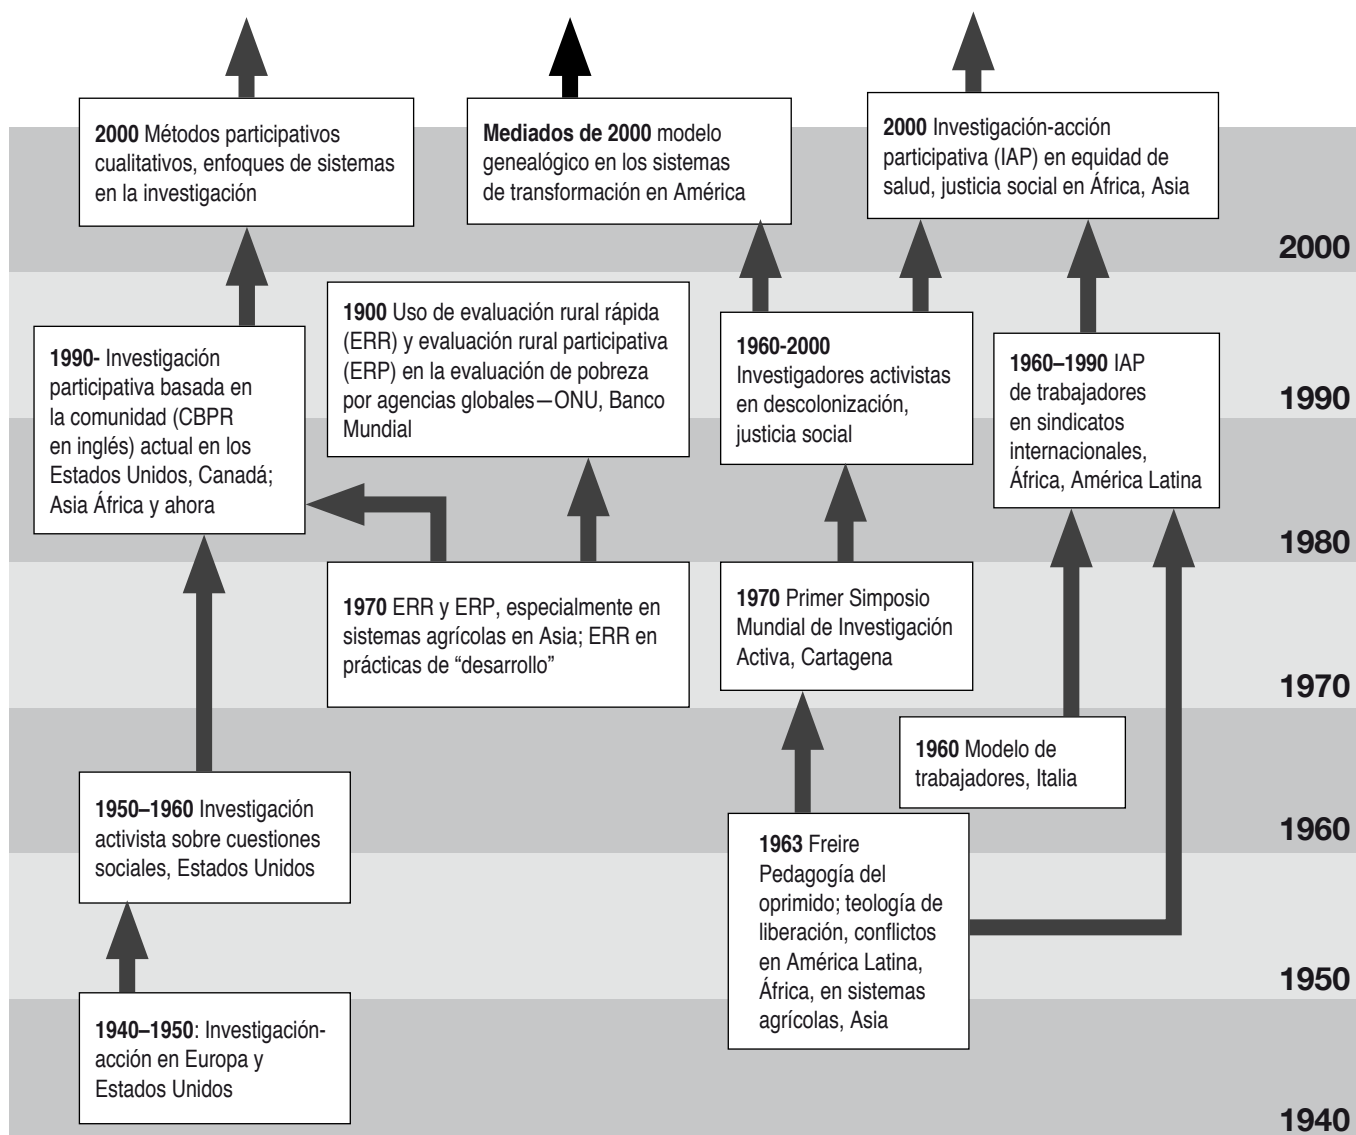 2000 Métodos participativos
cualitativos, enfoques de sistemas
en la investigación
Mediados de 2000 modelo
genealógico en los sistemas
de transformación en América
2000 Investigación-acción
participativa (IAP) en equidad de
salud, justicia social en África, Asia
2000
1990- Investigación
participativa basada en
la comunidad (CBPR
en inglés) actual en los
Estados Unidos, Canadá;
Asia África y ahora
1900 Uso de evaluación rural rápida
(ERR) y evaluación rural participativa
(ERP) en la evaluación de pobreza
por agencias globales—ONU, Banco
Mundial
1960-2000
Investigadores activistas
en descolonización,
justicia social
1960–1990 IAP
de trabajadores
en sindicatos
internacionales,
África, América Latina
1990
1980
1970 ERR y ERP, especialmente en
sistemas agrícolas en Asia; ERR en
prácticas de “desarrollo”
1970 Primer Simposio
Mundial de Investigación
Activa, Cartagena
1970
1960 Modelo de
trabajadores, Italia
1950–1960 Investigación
activista sobre cuestiones
sociales, Estados Unidos
1960
1963 Freire
Pedagogía del
oprimido; teología de
liberación, conflictos
en América Latina,
África, en sistemas
agrícolas, Asia
1950
1940–1950: Investigación-
acción en Europa y
Estados Unidos
1940